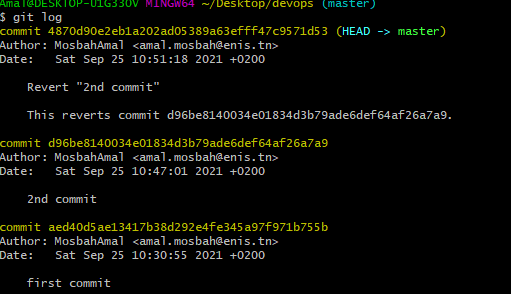 Amal@DESKTOP-U1G33OV MINGW64 ~/Desktop/devops (master)
$ git log
commit 4870d90e2eb1a202ad05389a63efff47c9571d53 (HEAD -> master)
Author: MosbahAmal <amal.mosbah@enis.tn>
Date:   Sat Sep 25 10:51:18 2021 +0200
    Revert "2nd commit"
    This reverts commit d96be8140034e01834d3b79ade6def64af26a7a9.
commit d96be8140034e01834d3b79ade6def64af26a7a9
Author: MosbahAmal <amal.mosbah@enis.tn>
Date:   Sat Sep 25 10:47:01 2021 +0200
    2nd commit
commit aed40d5ae13417b38d292e4fe345a97f971b755b
Author: MosbahAmal <amal.mosbah@enis.tn>
Date:   Sat Sep 25 10:30:55 2021 +0200
    first commit